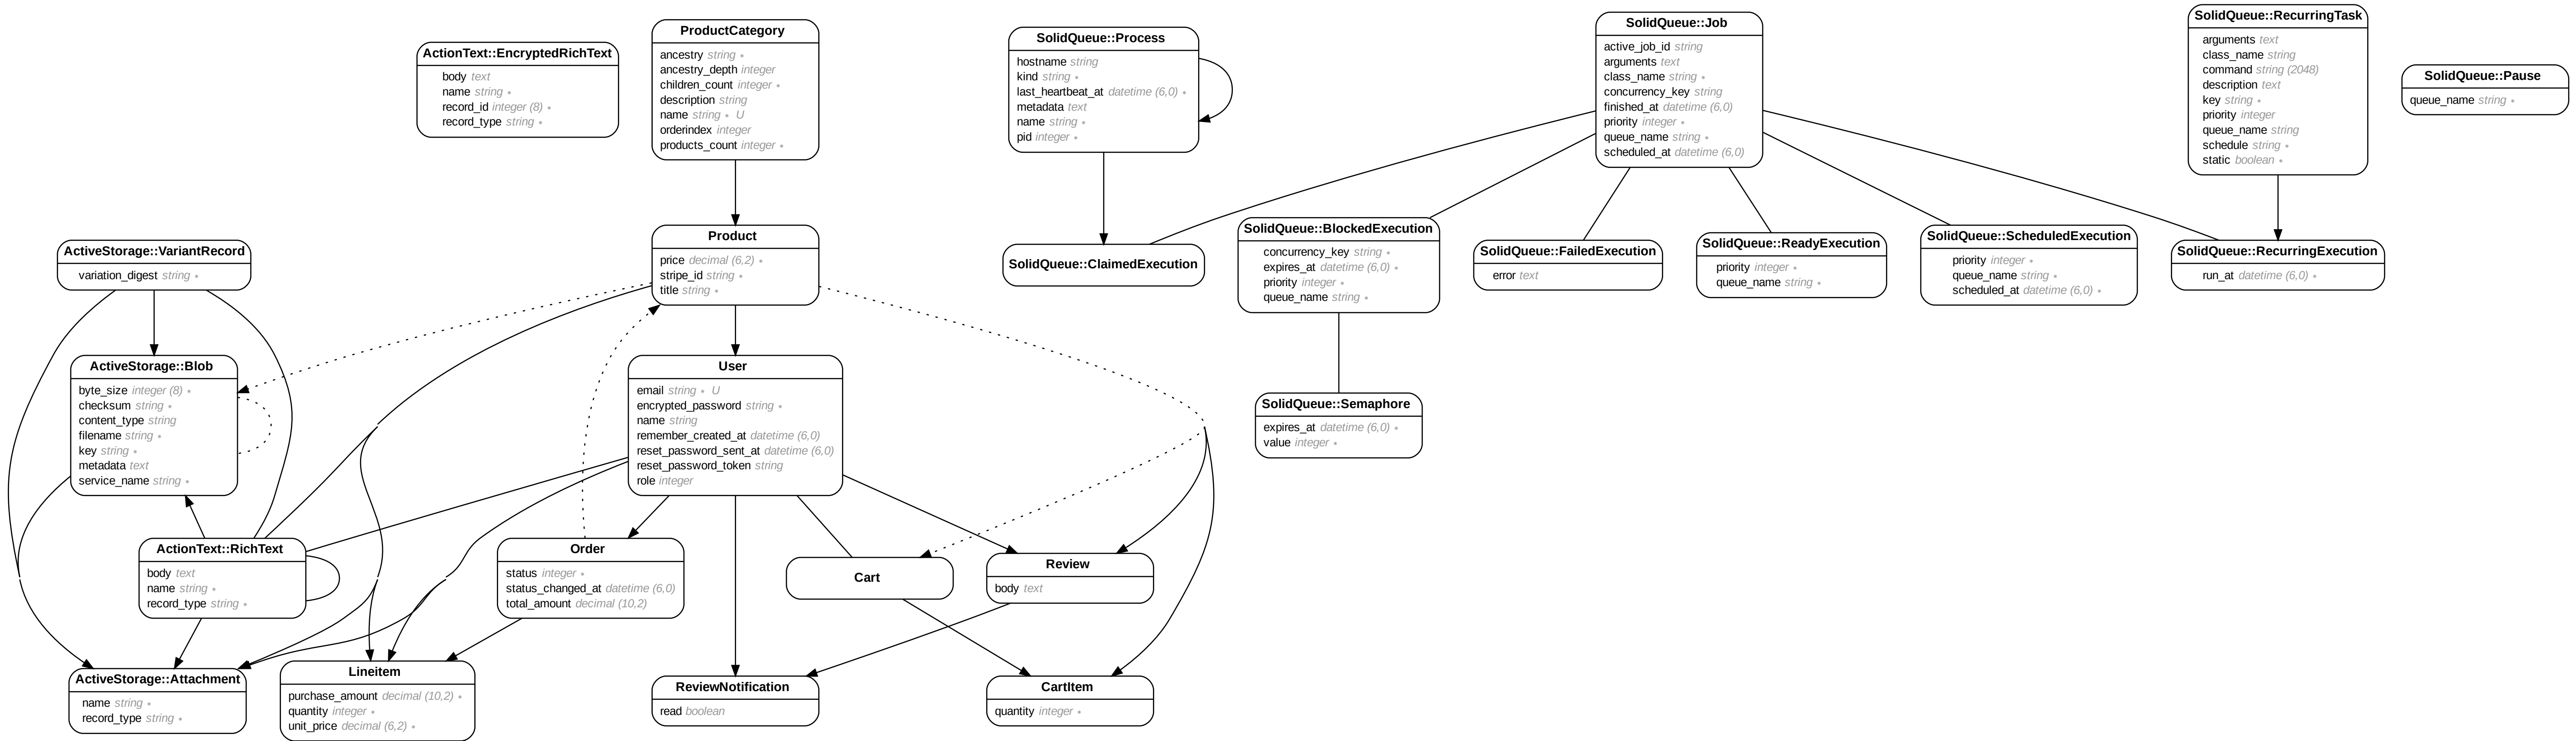 ActionText::EncryptedRichText
body text
name string *
record_id integer (8) *
record_type string *
ProductCategory
ancestry string *
ancestry_depth integer
children_count integer *
description string
name string * U
orderindex integer
products_count integer *
SolidQueue::Process
hostname string
kind string *
last_heartbeat_at datetime (6,0) *
metadata text
name string *
pid integer *
SolidQueue::Job
active_job_id string
arguments text
class_name string *
concurrency_key string
finished_at datetime (6,0)
priority integer *
queue_name string *
scheduled_at datetime (6,0)
SolidQueue::RecurringTask
arguments text
class_name string
command string (2048)
description text
key string *
priority integer
queue_name string
schedule string *
static boolean *
SolidQueue::Pause
queue_name string *
ActiveStorage::VariantRecord
variation_digest string *
Product
price decimal (6,2) *
stripe_id string *
title string *
SolidQueue::ClaimedExecution
SolidQueue::BlockedExecution
concurrency_key string *
expires_at datetime (6,0) *
priority integer *
queue_name string *
SolidQueue::FailedExecution
error text
SolidQueue::ReadyExecution
priority integer *
queue_name string *
SolidQueue::ScheduledExecution
priority integer *
queue_name string *
scheduled_at datetime (6,0) *
SolidQueue::RecurringExecution
run_at datetime (6,0) *
ActiveStorage::Blob
byte_size integer (8) *
checksum string *
content_type string
filename string *
key string *
metadata text
service_name string *
User
email string * U
encrypted_password string *
name string
remember_created_at datetime (6,0)
reset_password_sent_at datetime (6,0)
reset_password_token string
role integer
SolidQueue::Semaphore
expires_at datetime (6,0) *
value integer *
ActionText::RichText
body text
name string *
record_type string *
Order
status integer *
status_changed_at datetime (6,0)
total_amount decimal (10,2)
Cart
Review
body text
ActiveStorage::Attachment
name string *
record_type string *
Lineitem
purchase_amount decimal (10,2) *
quantity integer *
unit_price decimal (6,2) *
ReviewNotification
read boolean
CartItem
quantity integer *